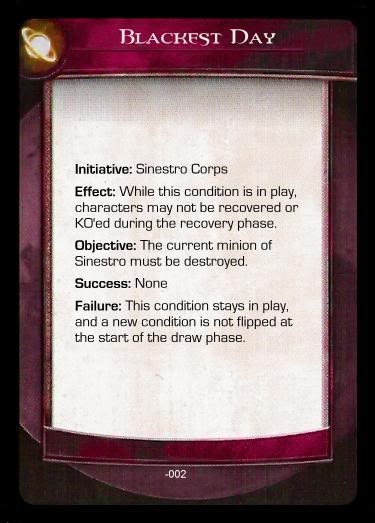 Blackest Day
Initiative: Sinestro Corps
Effect: While this condition is in play,
characters may not be recovered or
KO'ed during the recovery phase.
Objective: The current minion of
Sinestro must be destroyed.
Success: None
Failure: This condition stays in play,
and a new condition is not flipped at
the start of the draw phase.
-002